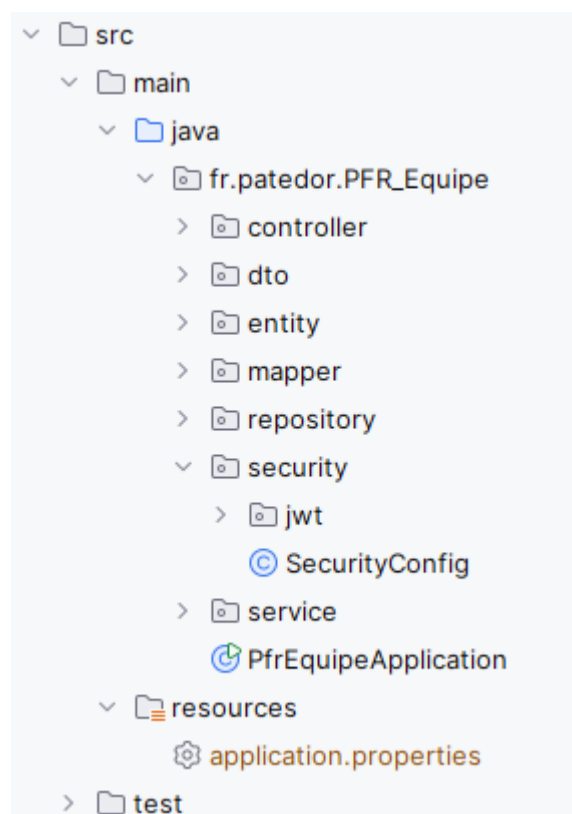 src
main
java
fr.patedor.PFR_Equipe
controller
dto
entity
mapper
repository
security
jwt
SecurityConfig
service
PfrEquipeApplication
resources
application.properties
test